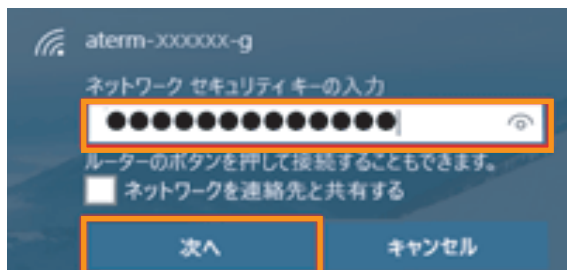 aterm-xxxxxx-g
ネットワーク セキュリティ キーの入力
●●●●●●●●●●●●●
ルーターのボタンを押して接続することもできます。
ネットワークを連絡先と共有する
次へ キャンセル